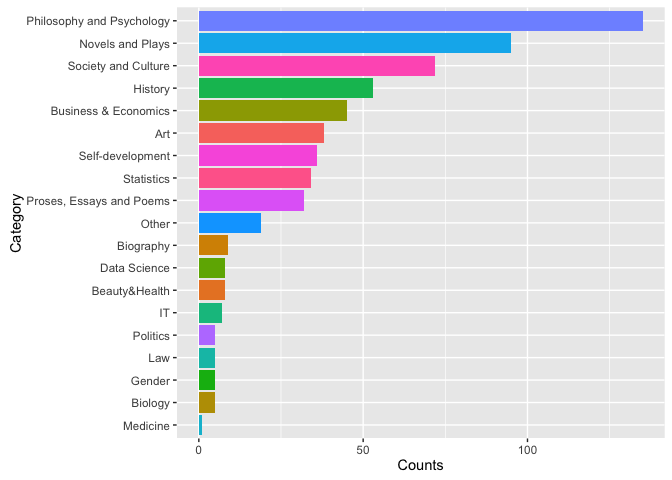 Philosophy and Psychology
Novels and Plays
Society and Culture
History
Business & Economics
Art
Self-development
Statistics
Proses, Essays and Poems
Other
Biography
Data Science
Beauty&Health
IT
Politics
Law
Gender
Biology
Medicine
Category
0 50 100
Counts